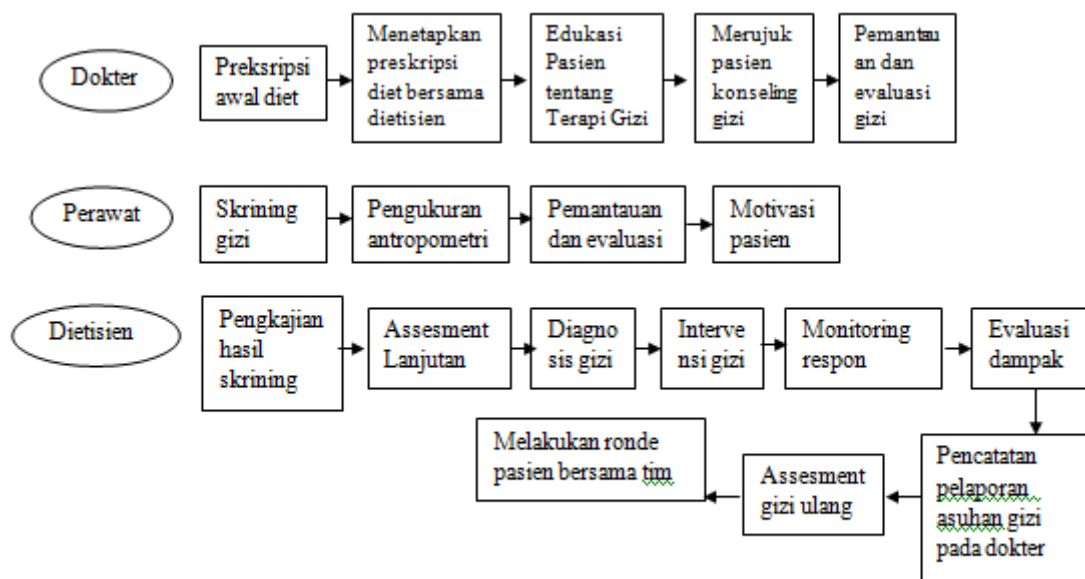 Dokter
Preksripsi
awal diet
Menetapkan
preskripsi
diet bersama
dietisien
Edukasi
Pasien
tentang
Terapi Gizi
Merujuk
pasien
konseling
gizi
Pemantau
an dan
evaluasi
gizi
Perawat
Skrining
gizi
Pengukuran
antropometri
Pemantauan
dan evaluasi
Motivasi
pasien
Dietisien
Pengkajian
hasil
skrining
Assesment
Lanjutan
Diagno
sis gizi
Interve
nsi gizi
Monitoring
respon
Evaluasi
dampak
Pencatatan
pelaporan
asuhan gizi
pada dokter
Assesment
gizi ulang
Melakukan ronde
pasien bersama tim